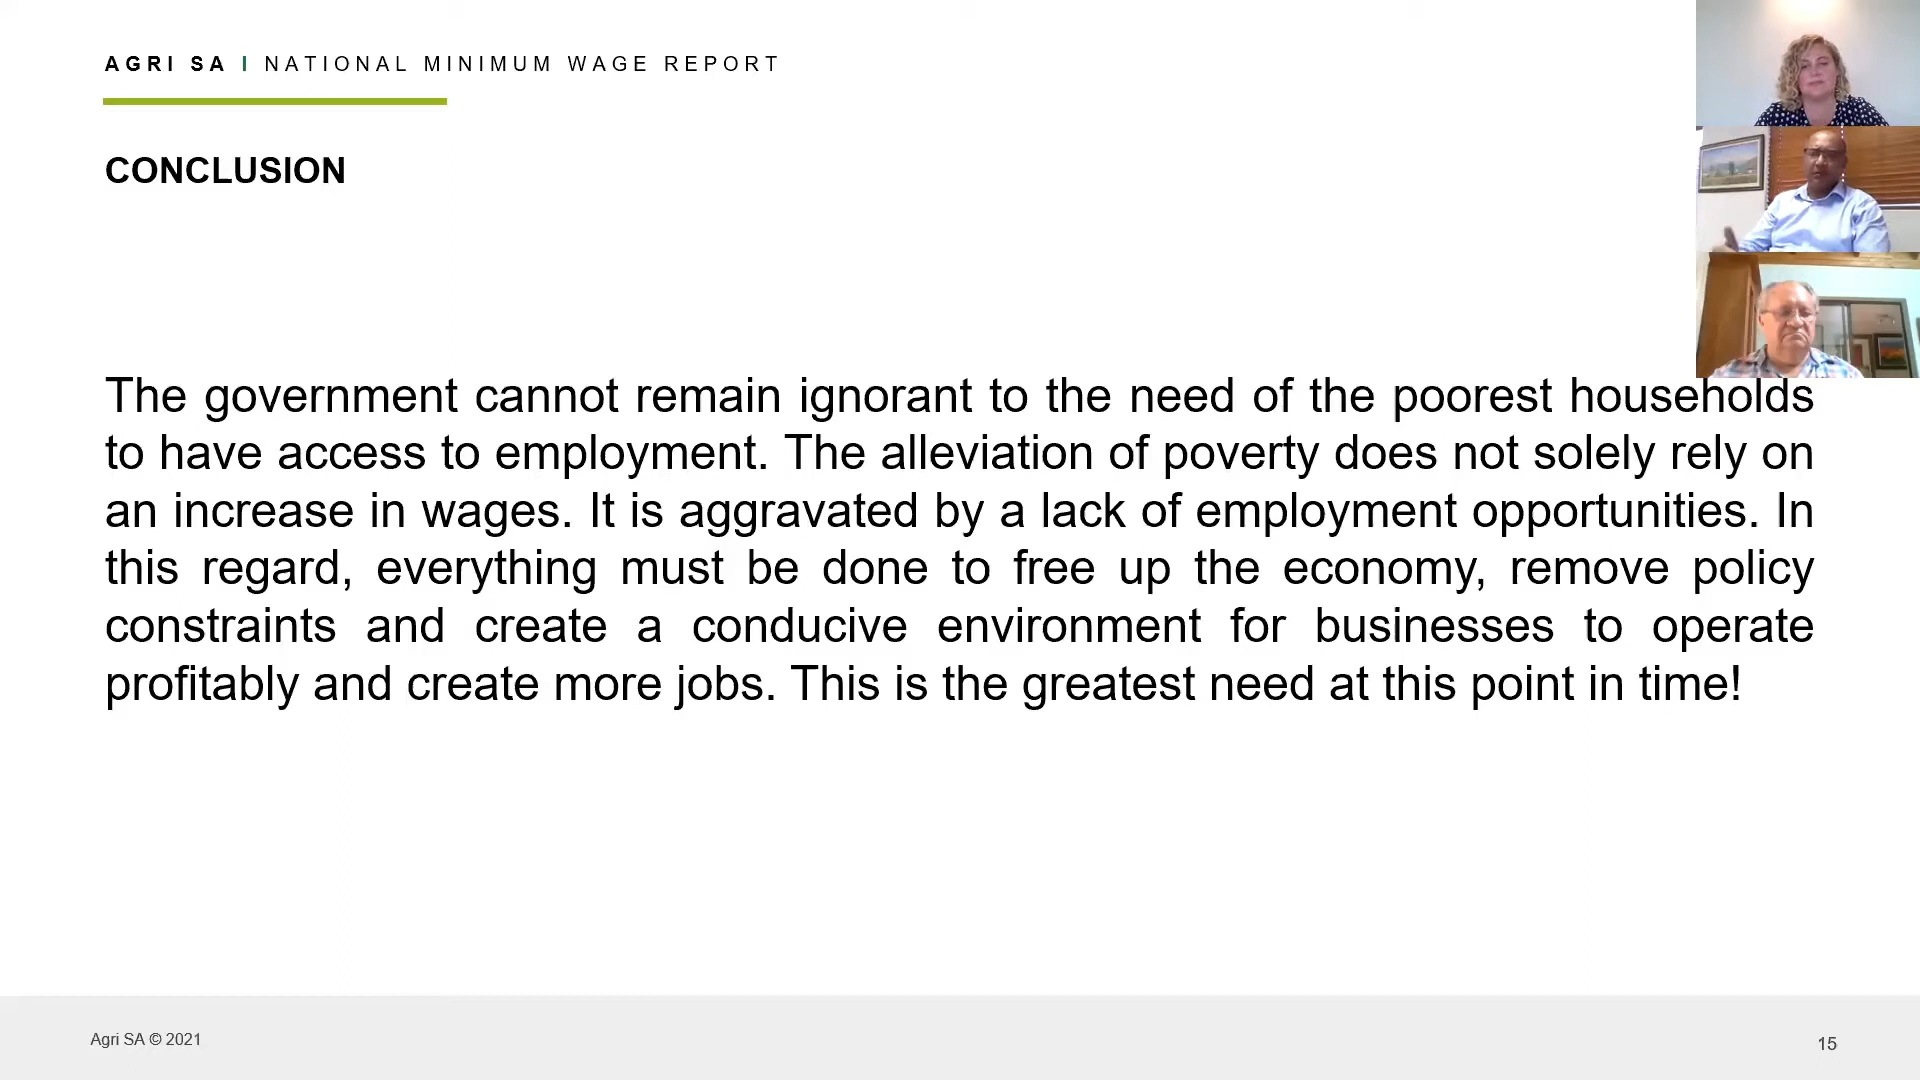 AGRI SA I NATIONAL MINIMUM WAGE REPORT
CONCLUSION
The government cannot remain ignorant to the need of the poorest households
to have access to employment. The alleviation of poverty does not solely rely on
an increase in wages. It is aggravated by a lack of employment opportunities. In
this regard, everything must be done to free up the economy, remove policy
constraints and create a conducive environment for businesses to operate
profitably and create more jobs. This is the greatest need at this point in time!
Agri SA © 2021
15